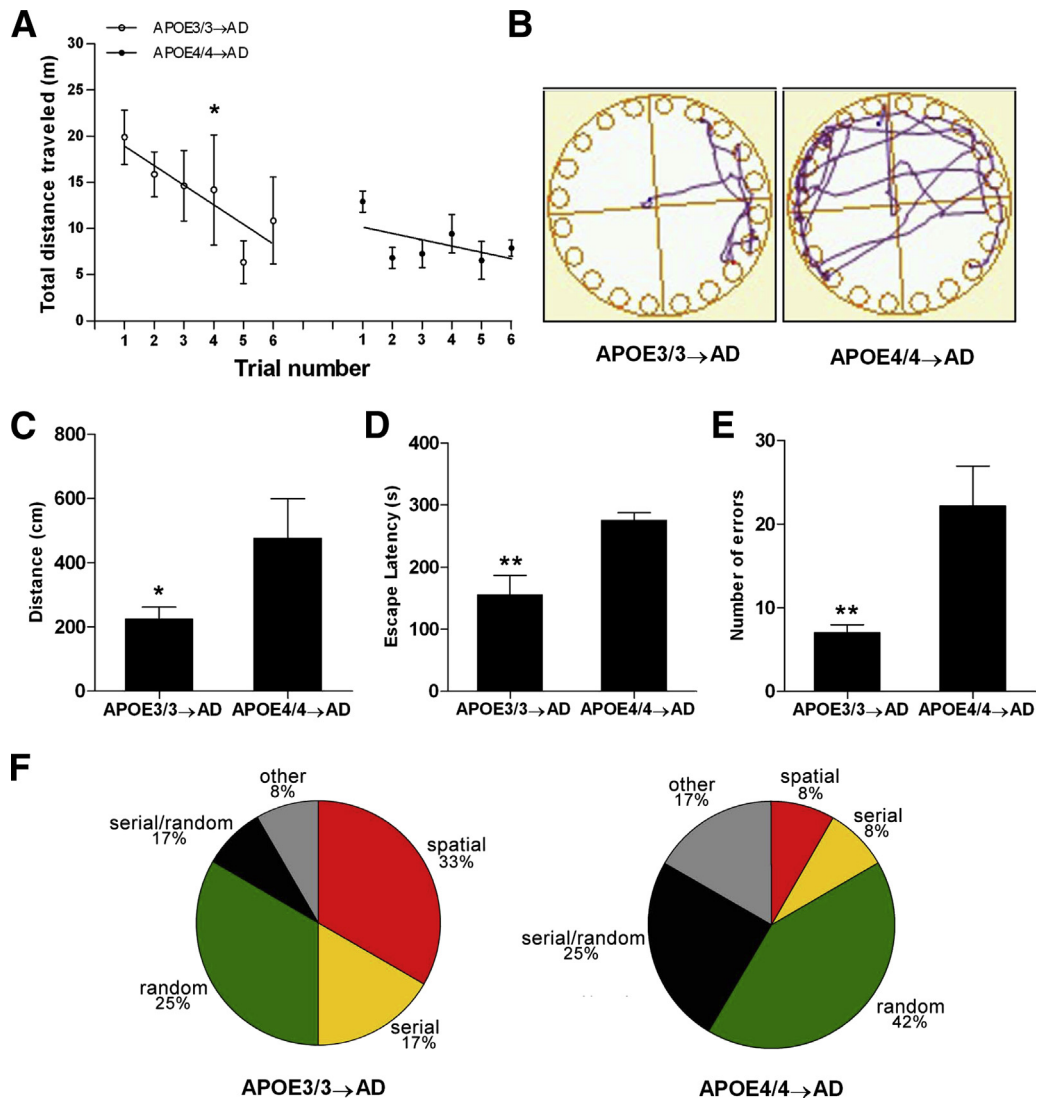 A
APOE3/3→AD
APOE4/4→AD
*
Total distance traveled (m)
30
25
20
15
10
5
0
1 2 3 4 5 6 1 2 3 4 5 6
Trial number
B
APOE3/3→AD APOE4/4→AD
C
Distance (cm)
800
600
400
200
0
*
APOE3/3→AD APOE4/4→AD
D
Escape Latency (s)
400
300
200
100
0
**
APOE3/3→AD APOE4/4→AD
E
Number of errors
30
20
10
0
**
APOE3/3→AD APOE4/4→AD
F
other
8%
serial/random
17%
spatial
33%
random
25%
serial
17%
APOE3/3→AD
other
17%
spatial
8%
serial
8%
serial/random
25%
random
42%
APOE4/4→AD